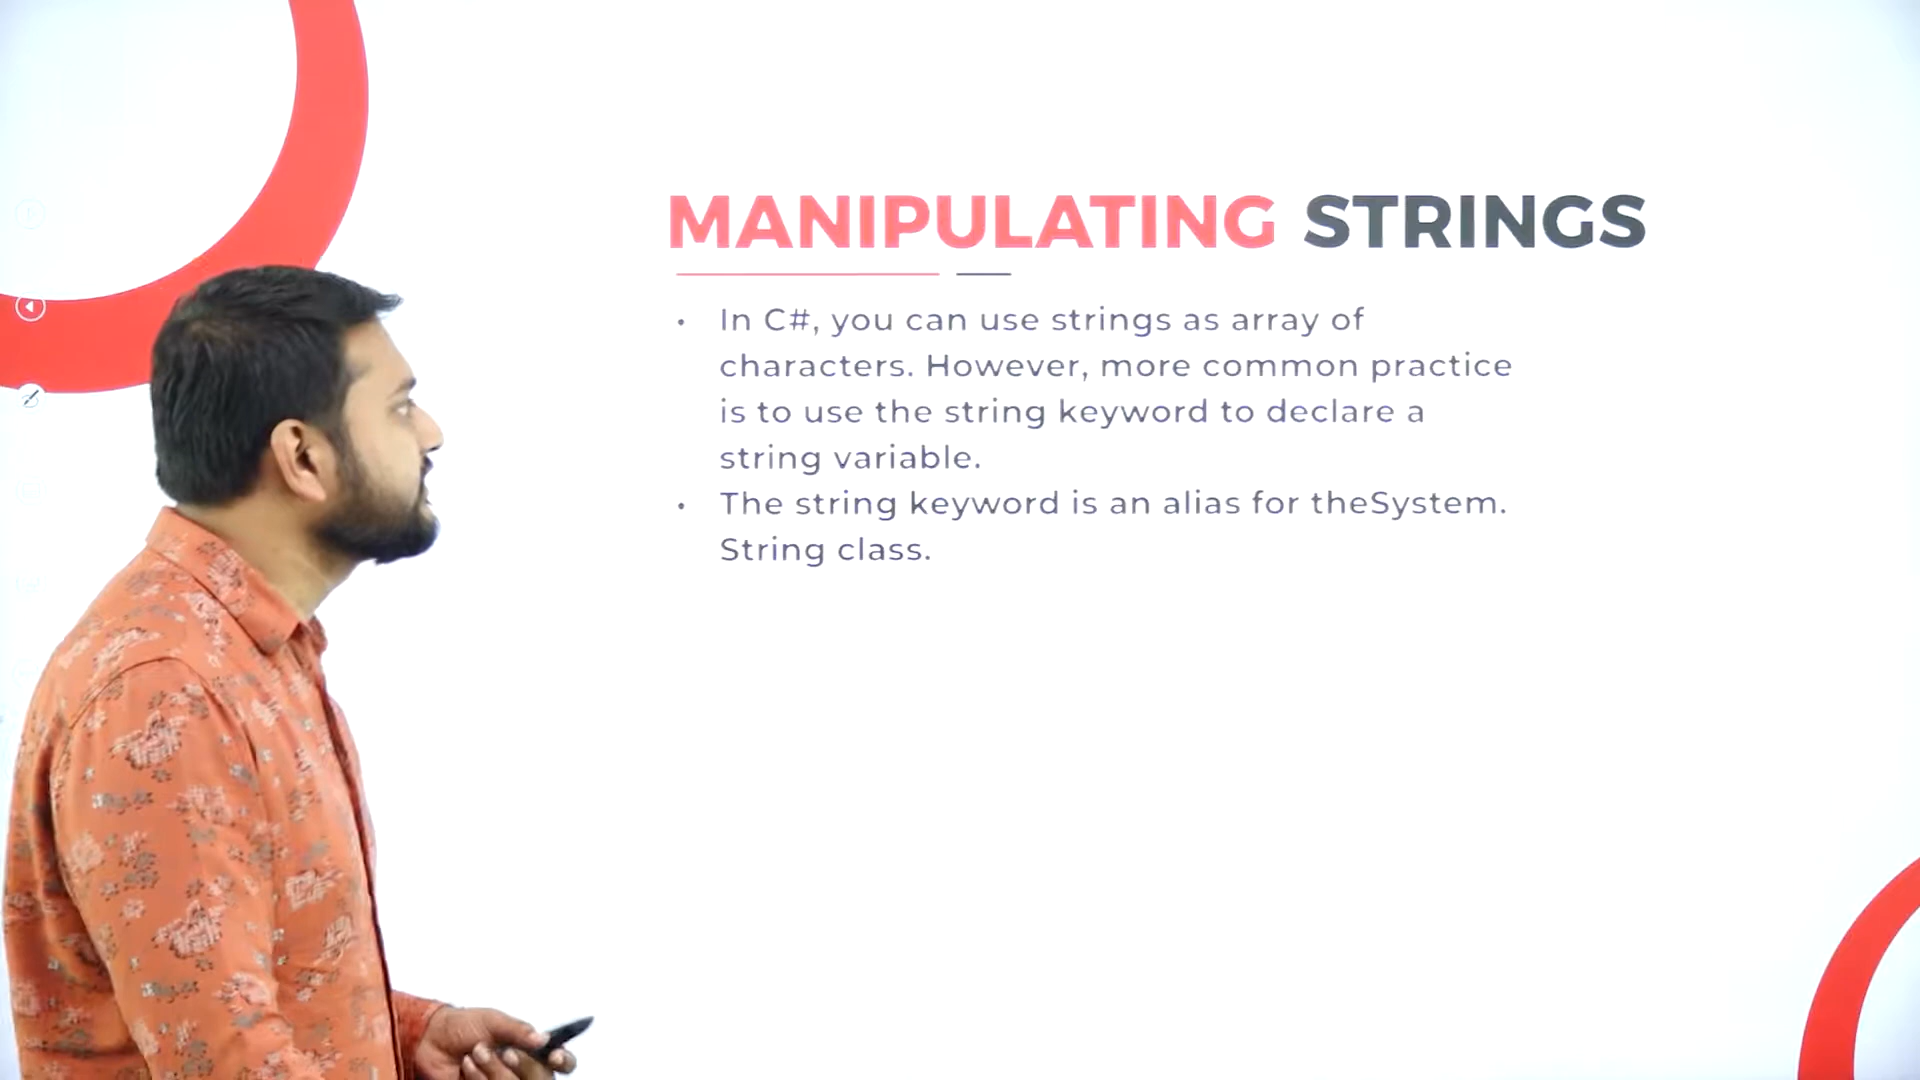 MANIPULATING STRINGS
• In C#, you can use strings as array of
characters. However, more common practice
is to use the string keyword to declare a
string variable.
• The string keyword is an alias for theSystem.
String class.